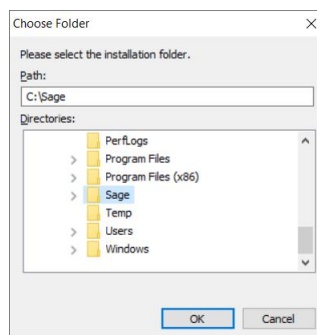 Choose Folder
Please select the installation folder.
Path:
C:\Sage
Directories:
PerfLogs
Program Files
Program Files (x86)
Sage
Temp
Users
Windows
OK Cancel